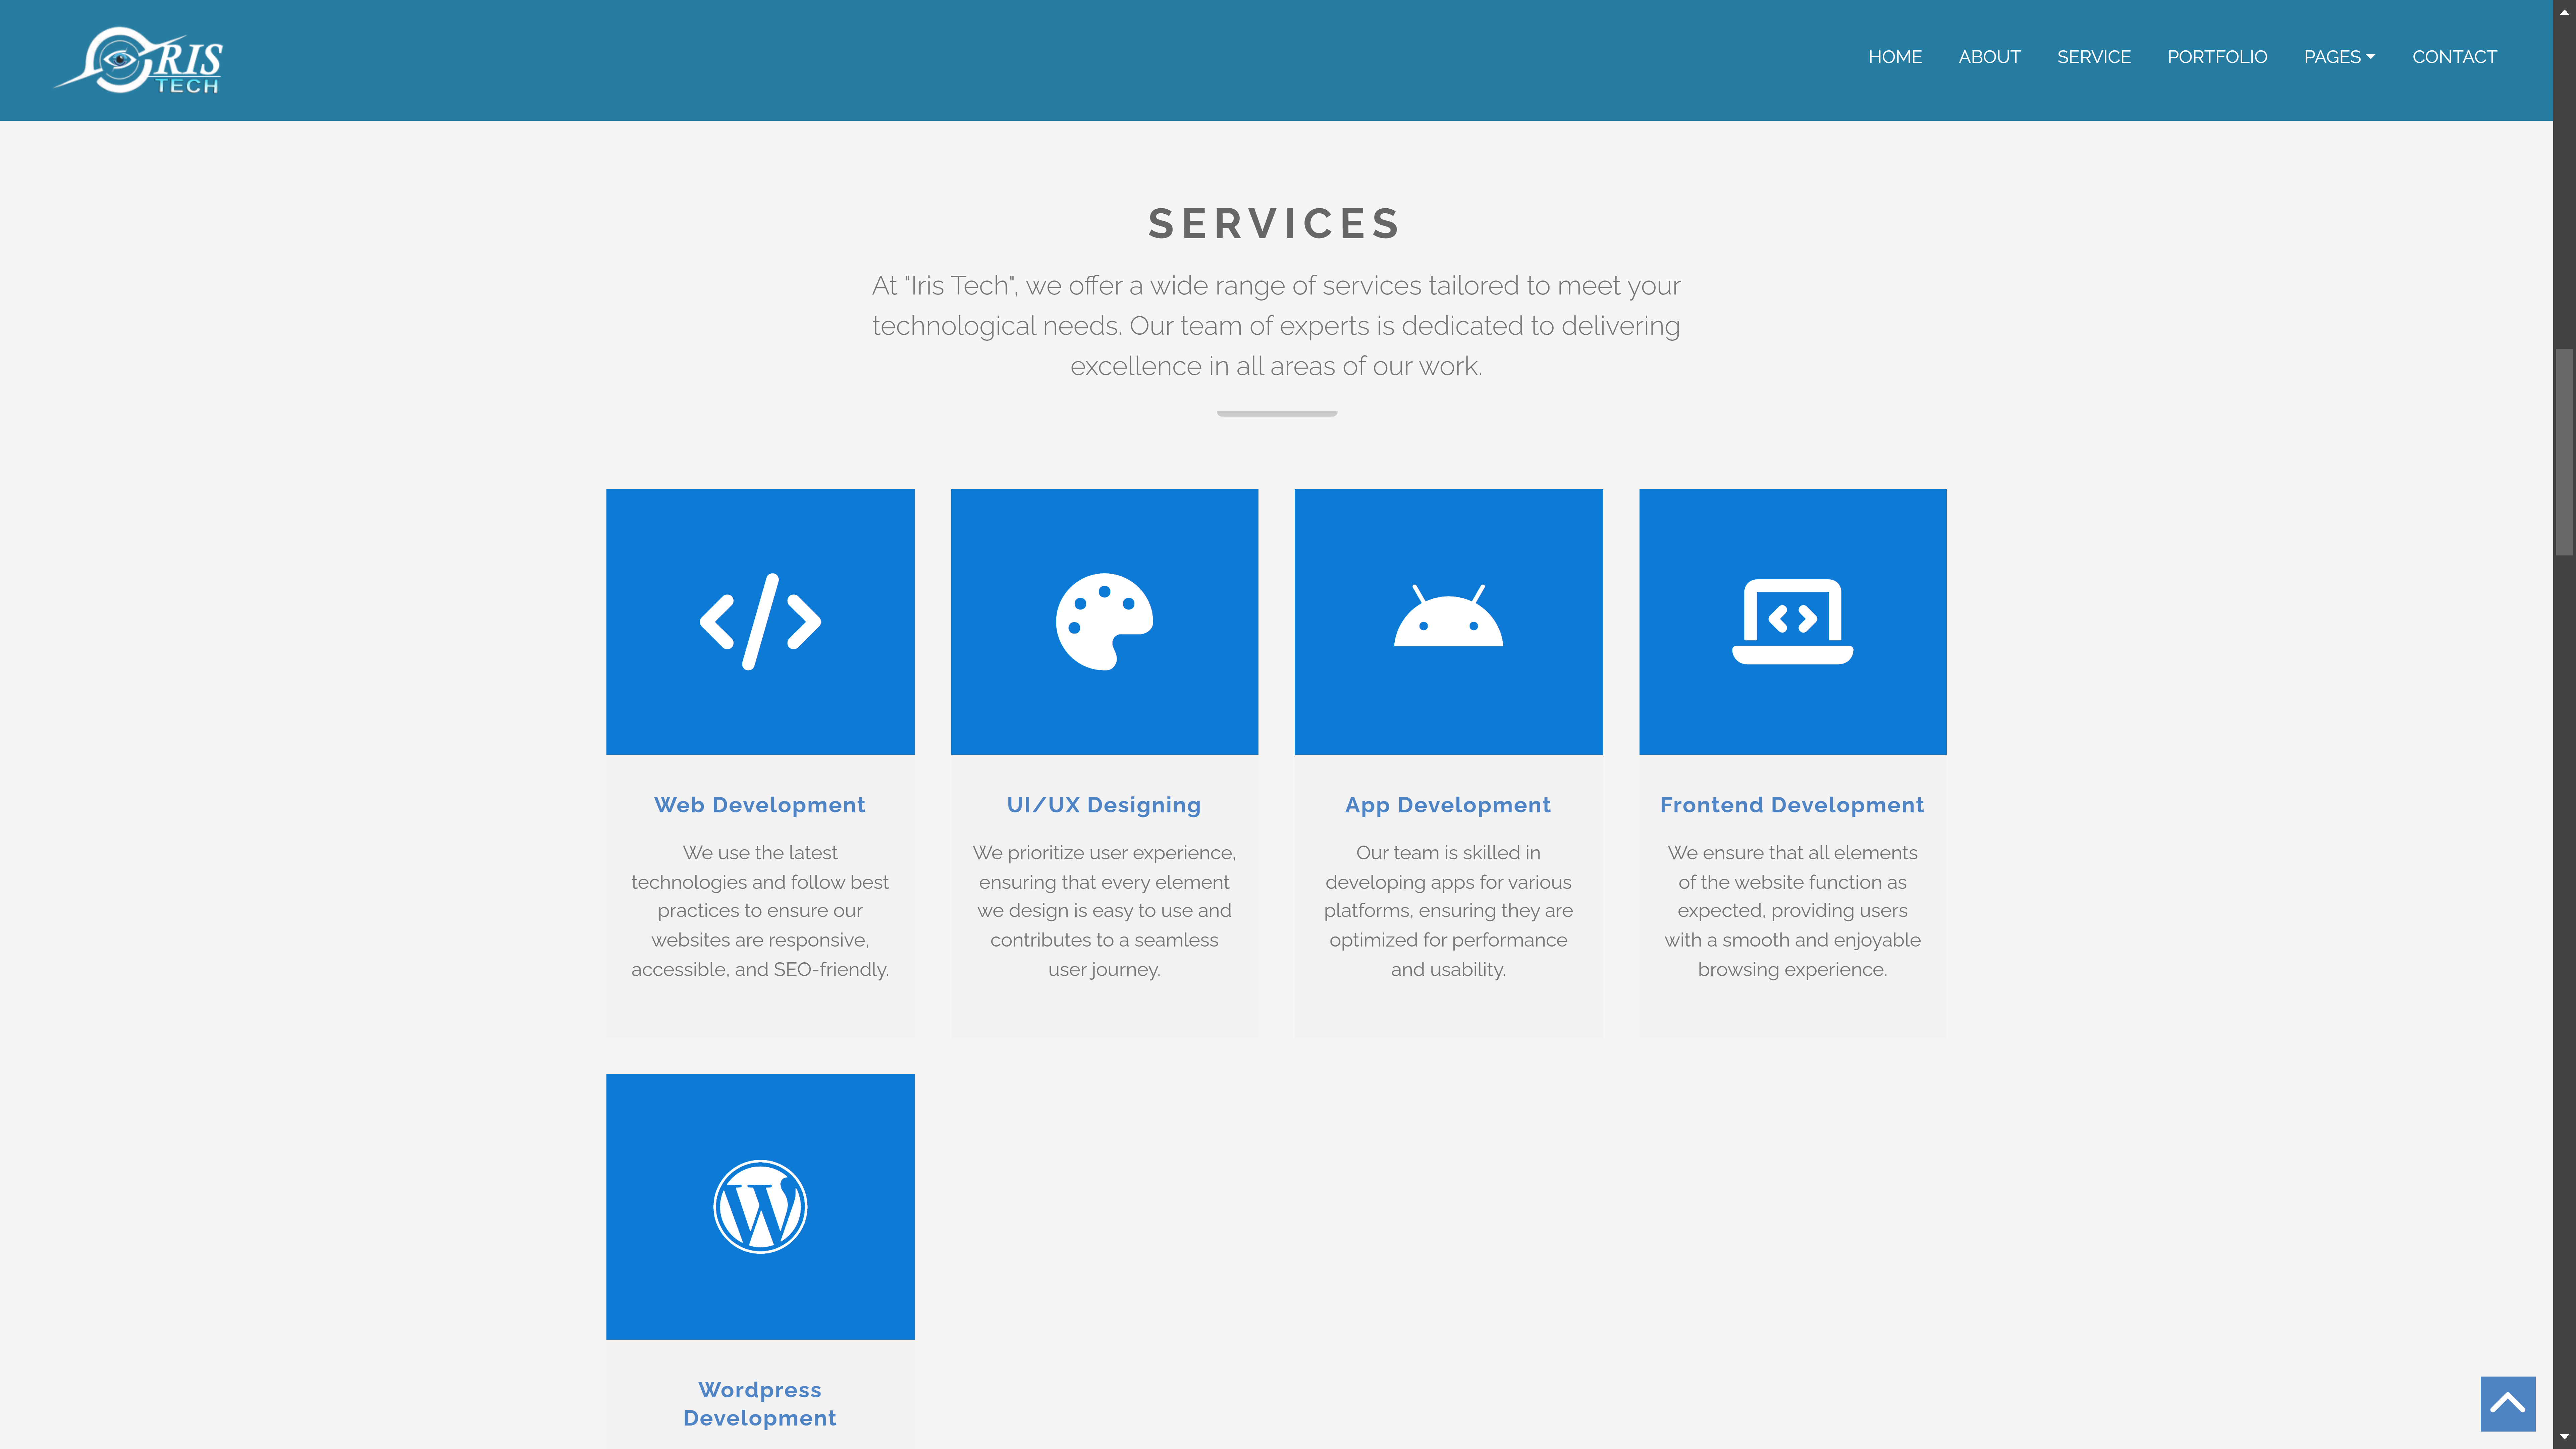 RIS
TECH
HOME ABOUT SERVICE PORTFOLIO PAGES CONTACT
SERVICES
At "Iris Tech", we offer a wide range of services tailored to meet your
technological needs. Our team of experts is dedicated to delivering
excellence in all areas of our work.
Web Development
We use the latest
technologies and follow best
practices to ensure our
websites are responsive,
accessible, and SEO-friendly.
UI/UX Designing
We prioritize user experience,
ensuring that every element
we design is easy to use and
contributes to a seamless
user journey.
App Development
Our team is skilled in
developing apps for various
platforms, ensuring they are
optimized for performance
and usability.
Frontend Development
We ensure that all elements
of the website function as
expected, providing users
with a smooth and enjoyable
browsing experience.
Wordpress
Development